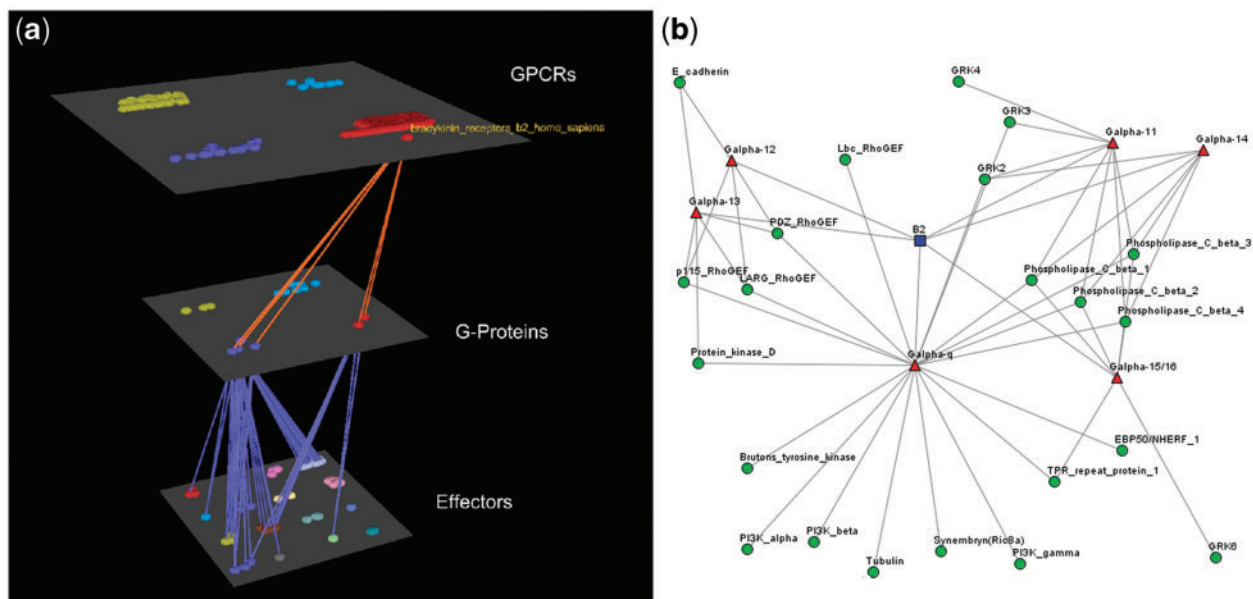 (a)
GPCRs
bradykinin_receptors_b2_homo_sapiens
G-Proteins
Effectors
(b)
E_cadherin
GRK4
GRK3
Galpha-11
Galpha-14
Galpha-12
Lbc_RhoGEF
GRK2
Galpha-13
PDZ_RhoGEF
B2
Phospholipase_C_beta_3
p115_RhoGEF
LARG_RhoGEF
Phospholipase_C_beta_1
Phospholipase_C_beta_2
Phospholipase_C_beta_4
Protein_kinase_D
Galpha-q
Galpha-15/16
EBP50/NHERF_1
Brutons_tyrosine_kinase
TPR_repeat_protein_1
PI3K_alpha
PI3K_beta
Tubulin
Synembryn(Ric8a)
PI3K_gamma
GRK6